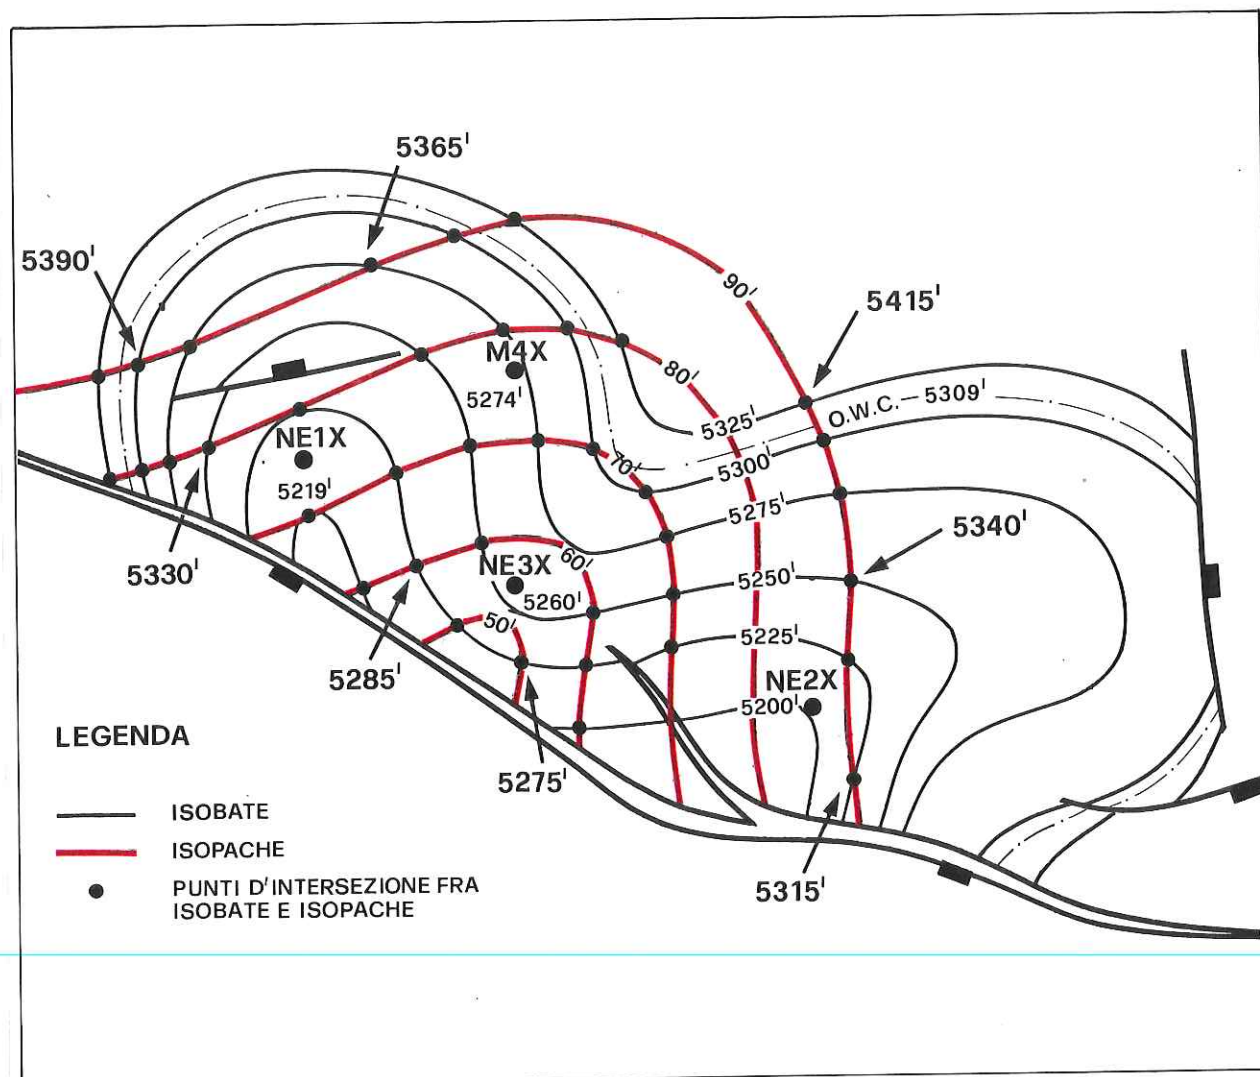 5365'
5390'
90'
5415'
M4X
80'
5274'
5325'
O.W.C. — 5309'
NE1X
70'
5300'
5219'
5275'
5340'
5330'
NE3X
60'
5250'
5260'
50'
5225'
5285'
NE2X
5200'
LEGENDA
5275'
ISOBATE
ISOPACHE
5315'
PUNTI D'INTERSEZIONE FRA
ISOBATE E ISOPACHE